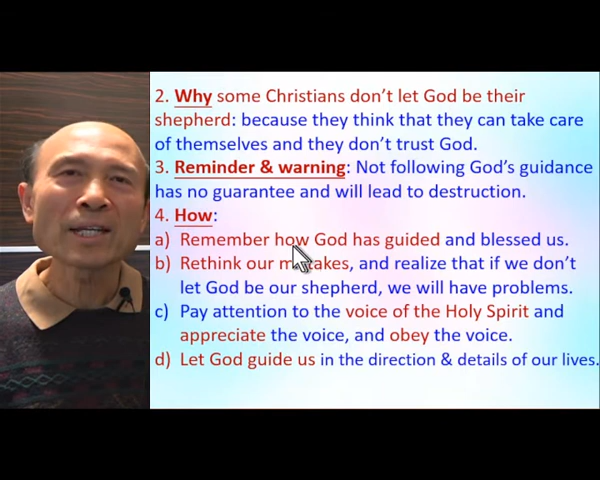 2. Why some Christians don't let God be their
shepherd: because they think that they can take care
of themselves and they don't trust God.
3. Reminder & warning: Not following God's guidance
has no guarantee and will lead to destruction.
4. How:
a) Remember how God has guided and blessed us.
b) Rethink our mistakes, and realize that if we don't
let God be our shepherd, we will have problems.
c) Pay attention to the voice of the Holy Spirit and
appreciate the voice, and obey the voice.
d) Let God guide us in the direction & details of our lives.